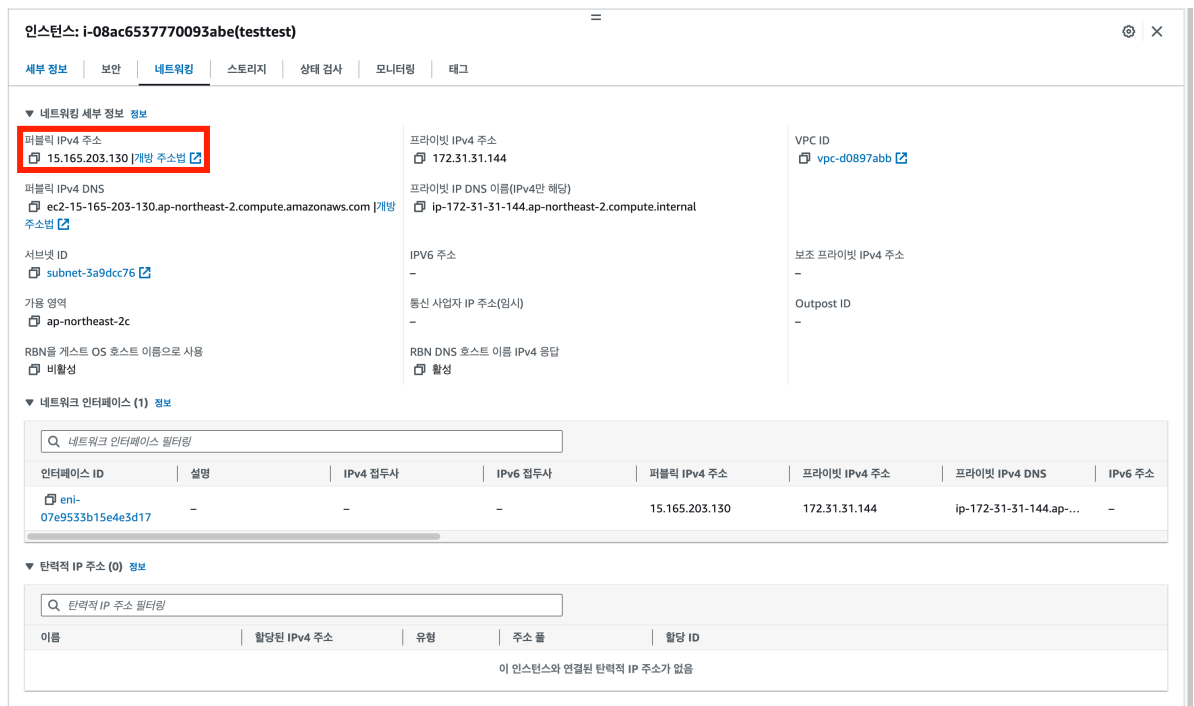 인스턴스: i-08ac6537770093abe(testtest)
세부 정보 보안 네트워킹 스토리지 상태 검사 모니터링 태그
▼ 네트워킹 세부 정보 정보
퍼블릭 IPv4 주소
15.165.203.130 |개방 주소법
프라이빗 IPv4 주소
172.31.31.144
VPC ID
vpc-d0897abb
퍼블릭 IPv4 DNS
ec2-15-165-203-130.ap-northeast-2.compute.amazonaws.com |개방
주소법
프라이빗 IP DNS 이름(IPv4만 해당)
ip-172-31-31-144.ap-northeast-2.compute.internal
서브넷 ID
subnet-3a9dcc76
IPV6 주소
–
보조 프라이빗 IPv4 주소
–
가용 영역
ap-northeast-2c
통신 사업자 IP 주소(임시)
–
Outpost ID
–
RBN을 게스트 OS 호스트 이름으로 사용
비활성
RBN DNS 호스트 이름 IPv4 응답
활성
▼ 네트워크 인터페이스 (1) 정보
네트워크 인터페이스 필터링
인터페이스 ID 설명 IPv4 접두사 IPv6 접두사 퍼블릭 IPv4 주소 프라이빗 IPv4 주소 프라이빗 IPv4 DNS IPv6 주소
eni-
07e9533b15e4e3d17 – – – 15.165.203.130 172.31.31.144 ip-172-31-31-144.ap-... –
▼ 탄력적 IP 주소 (0) 정보
탄력적 IP 주소 필터링
이름 할당된 IPv4 주소 유형 주소 풀 할당 ID
이 인스턴스와 연결된 탄력적 IP 주소가 없음